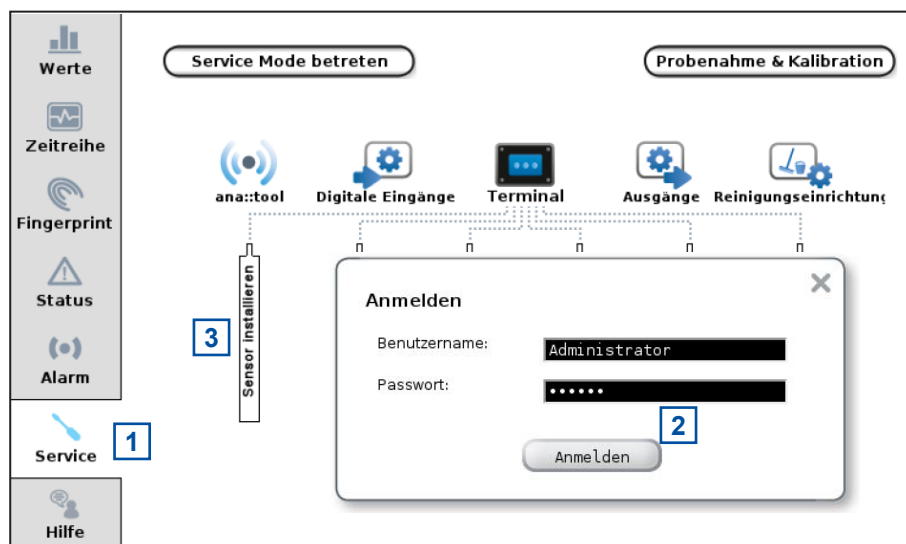 Werte
Zeitreihe
Fingerprint
Status
Alarm
Service
Hilfe
1
Service Mode betreten
Probenahme & Kalibration
ana::tool
Digitale Eingänge
Terminal
Ausgänge
Reinigungseinrichtung
3
Sensor installieren
Anmelden
Benutzername:
Administrator
Passwort:
••••••
2
Anmelden